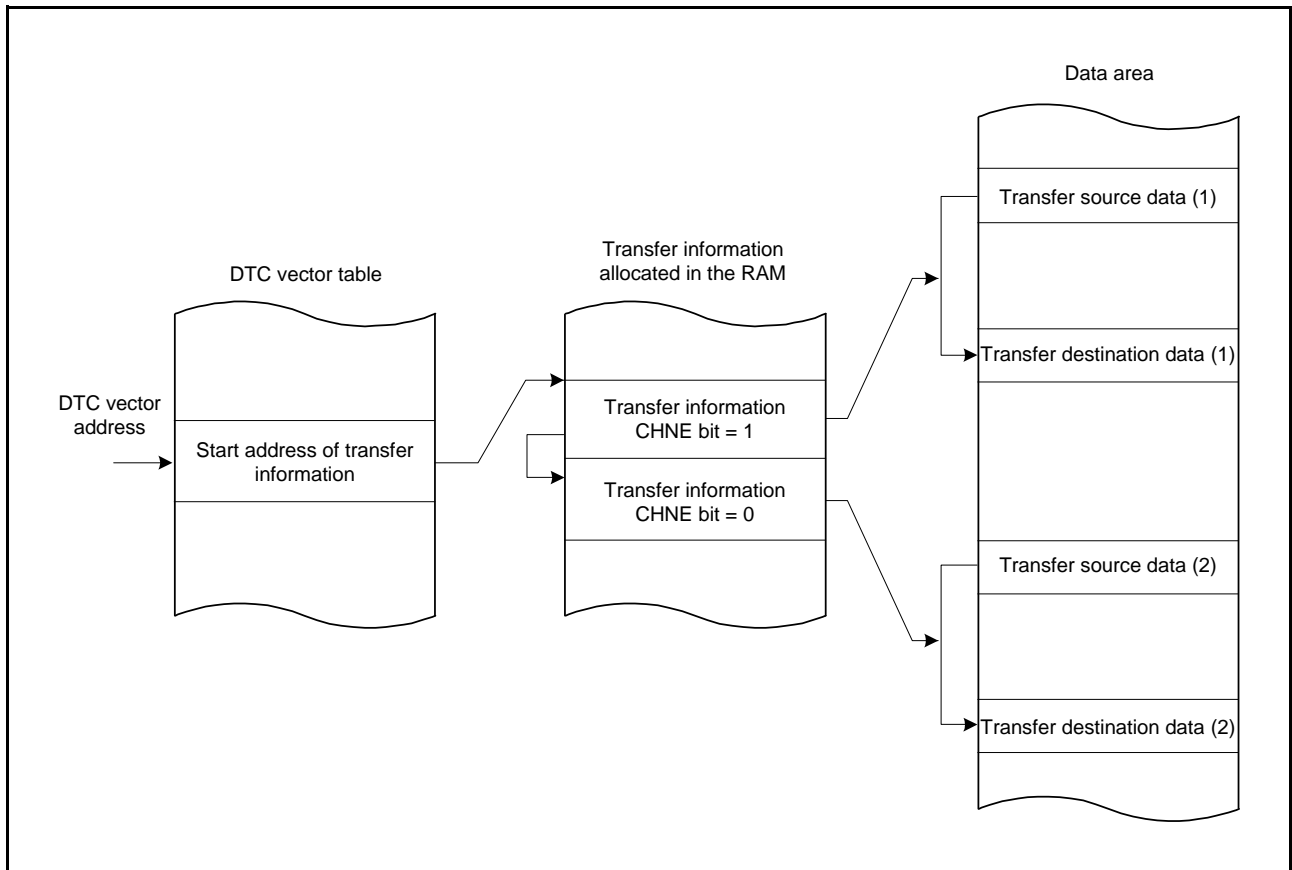 DTC vector table
DTC vector
address
Start address of transfer
information
Transfer information
allocated in the RAM
Transfer information
CHNE bit = 1
Transfer information
CHNE bit = 0
Data area
Transfer source data (1)
Transfer destination data (1)
Transfer source data (2)
Transfer destination data (2)